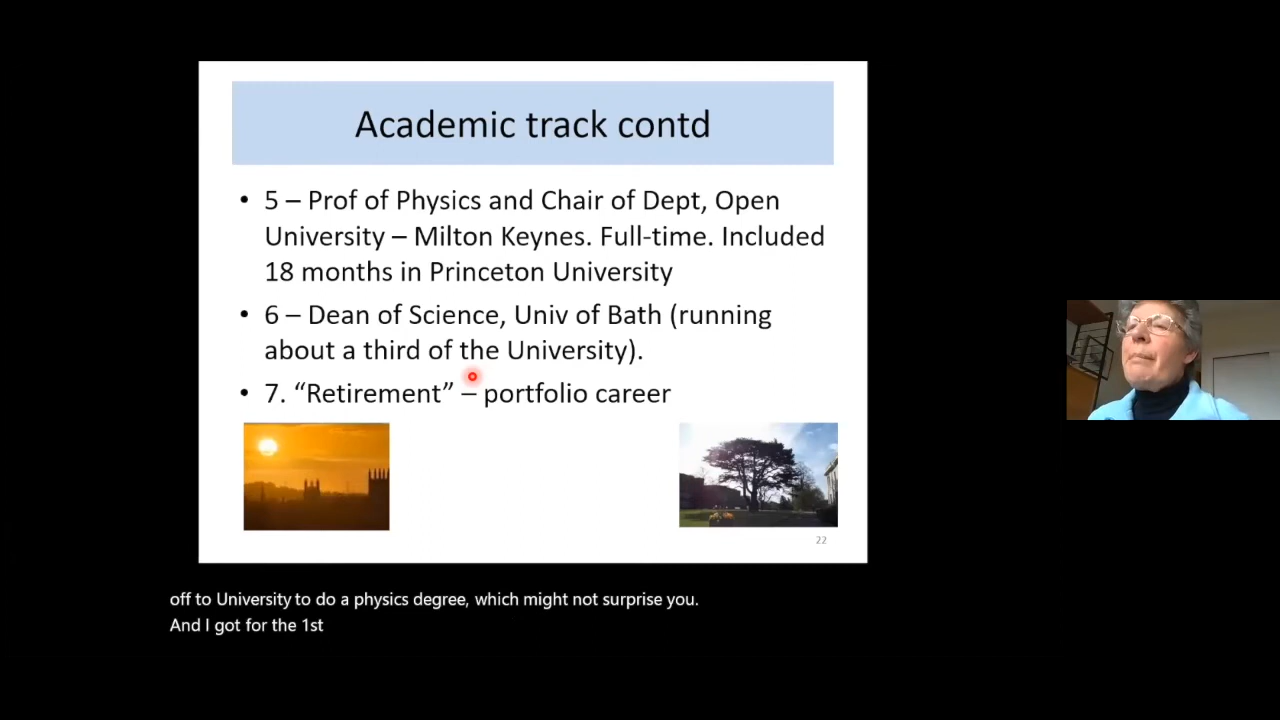 Academic track contd
• 5 – Prof of Physics and Chair of Dept, Open
University – Milton Keynes. Full-time. Included
18 months in Princeton University
• 6 – Dean of Science, Univ of Bath (running
about a third of the University).
• 7. “Retirement” – portfolio career
22
off to University to do a physics degree, which might not surprise you.
And I got for the 1st